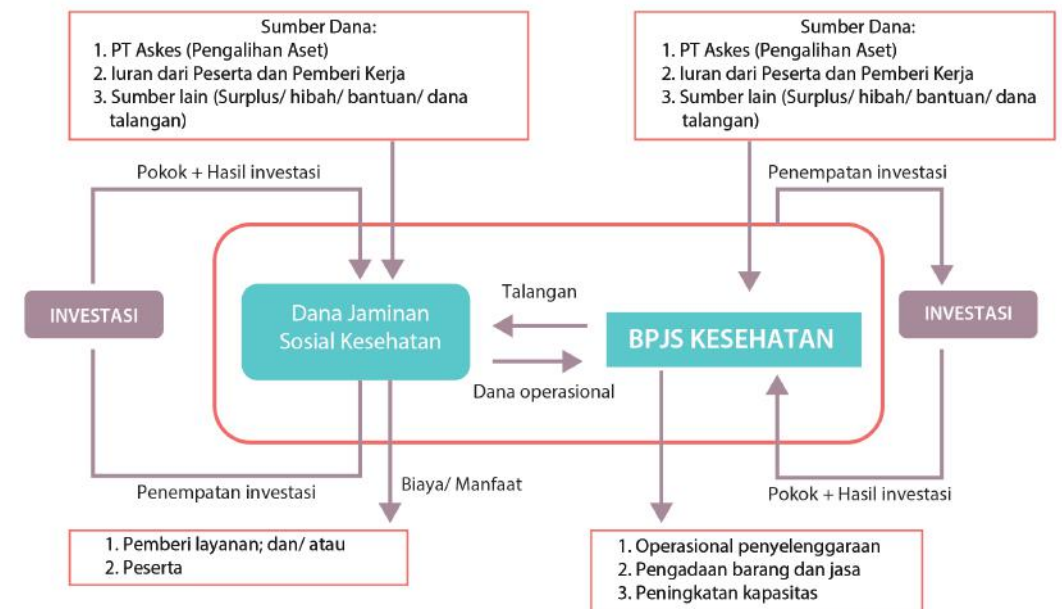 Sumber Dana:
1. PT Askes (Pengalihan Aset)
2. Iuran dari Peserta dan Pemberi Kerja
3. Sumber lain (Surplus/ hibah/ bantuan/ dana
talangan)
Sumber Dana:
1. PT Askes (Pengalihan Aset)
2. Iuran dari Peserta dan Pemberi Kerja
3. Sumber lain (Surplus/ hibah/ bantuan/ dana
talangan)
Pokok + Hasil investasi
Penempatan investasi
INVESTASI
Dana Jaminan
Sosial Kesehatan
Talangan
Dana operasional
BPJS KESEHATAN
INVESTASI
Penempatan investasi
Biaya/ Manfaat
Pokok + Hasil investasi
1. Pemberi layanan; dan/ atau
2. Peserta
1. Operasional penyelenggaraan
2. Pengadaan barang dan jasa
3. Peningkatan kapasitas